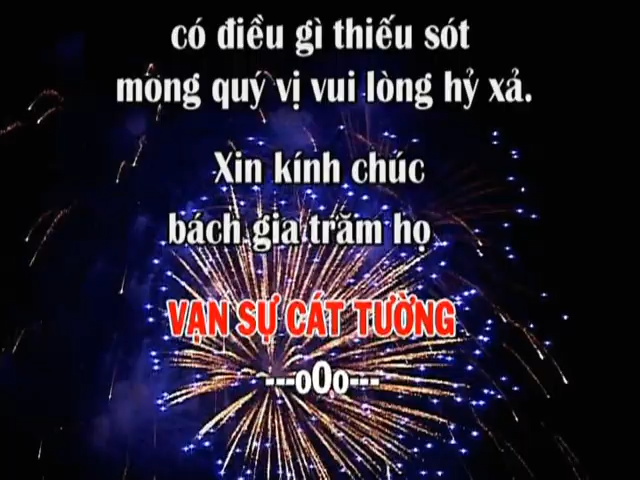 có điều gì thiếu sót
mong quý vị vui lòng hỷ xả.
Xin kính chúc
bách gia trăm họ
VẠN SỰ CÁT TƯỜNG
---oOo---